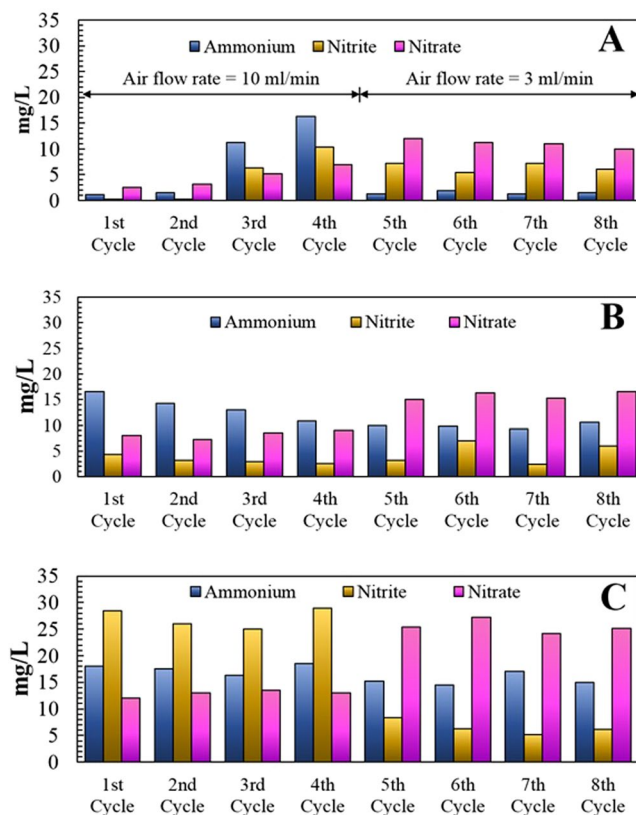 35
30
25
20
15
10
5
0
mg/L
Ammonium Nitrite Nitrate
A
Air flow rate = 10 ml/min Air flow rate = 3 ml/min
1st 2nd 3rd 4th 5th 6th 7th 8th
Cycle Cycle Cycle Cycle Cycle Cycle Cycle Cycle
35
30
25
20
15
10
5
0
mg/L
Ammonium Nitrite Nitrate
B
1st 2nd 3rd 4th 5th 6th 7th 8th
Cycle Cycle Cycle Cycle Cycle Cycle Cycle Cycle
35
30
25
20
15
10
5
0
mg/L
Ammonium Nitrite Nitrate
C
1st 2nd 3rd 4th 5th 6th 7th 8th
Cycle Cycle Cycle Cycle Cycle Cycle Cycle Cycle